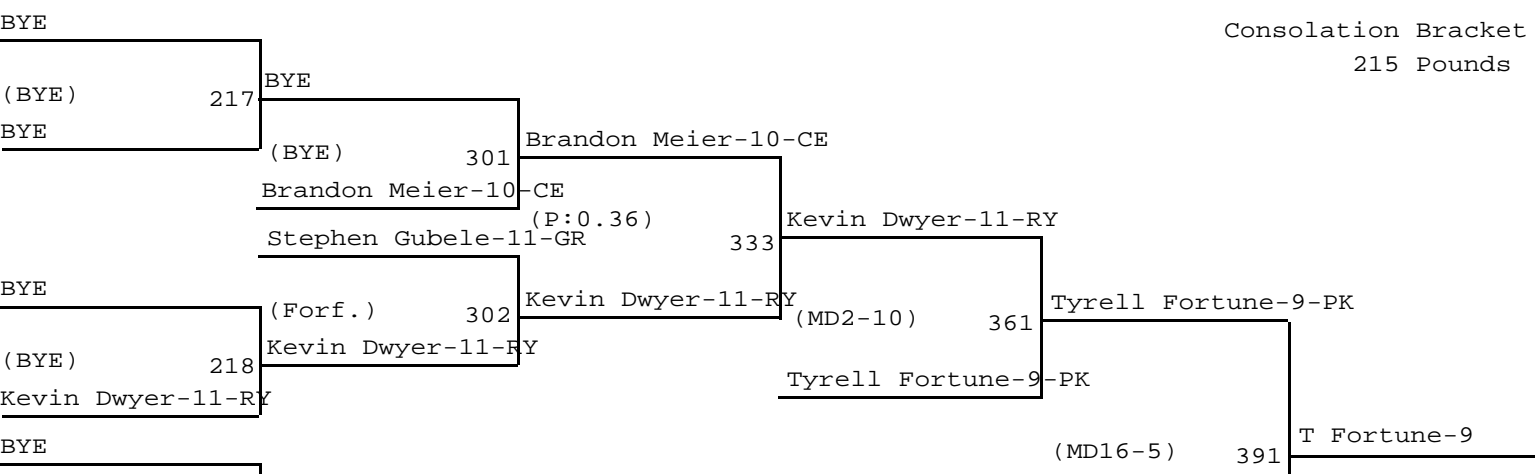 BYE
Consolation Bracket
215 Pounds
BYE
(BYE)
217
BYE
(BYE)
301
Brandon Meier-10-CE
Brandon Meier-10-CE
(P:0.36)
Stephen Gubele-11-GR
333
Kevin Dwyer-11-RY
BYE
(Forf.)
302
Kevin Dwyer-11-RY
(MD2-10)
361
Tyrell Fortune-9-PK
(BYE)
218
Kevin Dwyer-11-RY
Kevin Dwyer-11-RY
Tyrell Fortune-9-PK
BYE
(MD16-5)
391
T Fortune-9